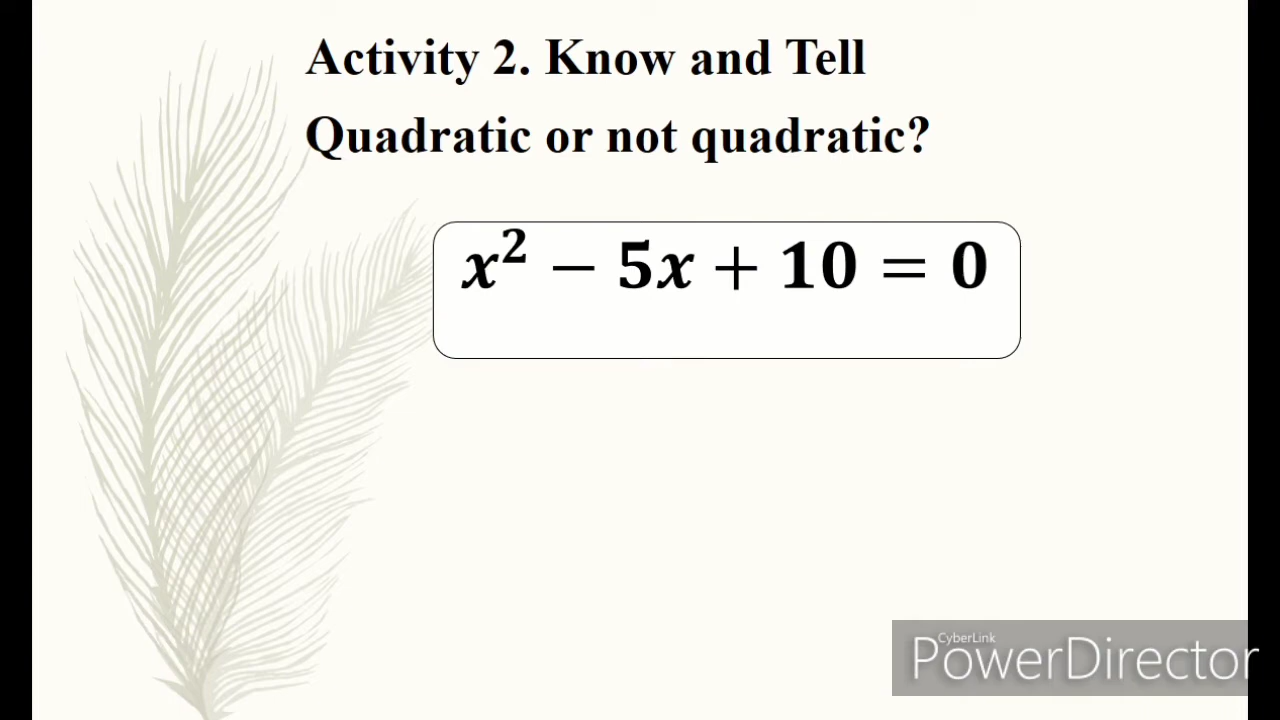 Activity 2. Know and Tell
Quadratic or not quadratic?
x² − 5x + 10 = 0
CyberLink
PowerDirector